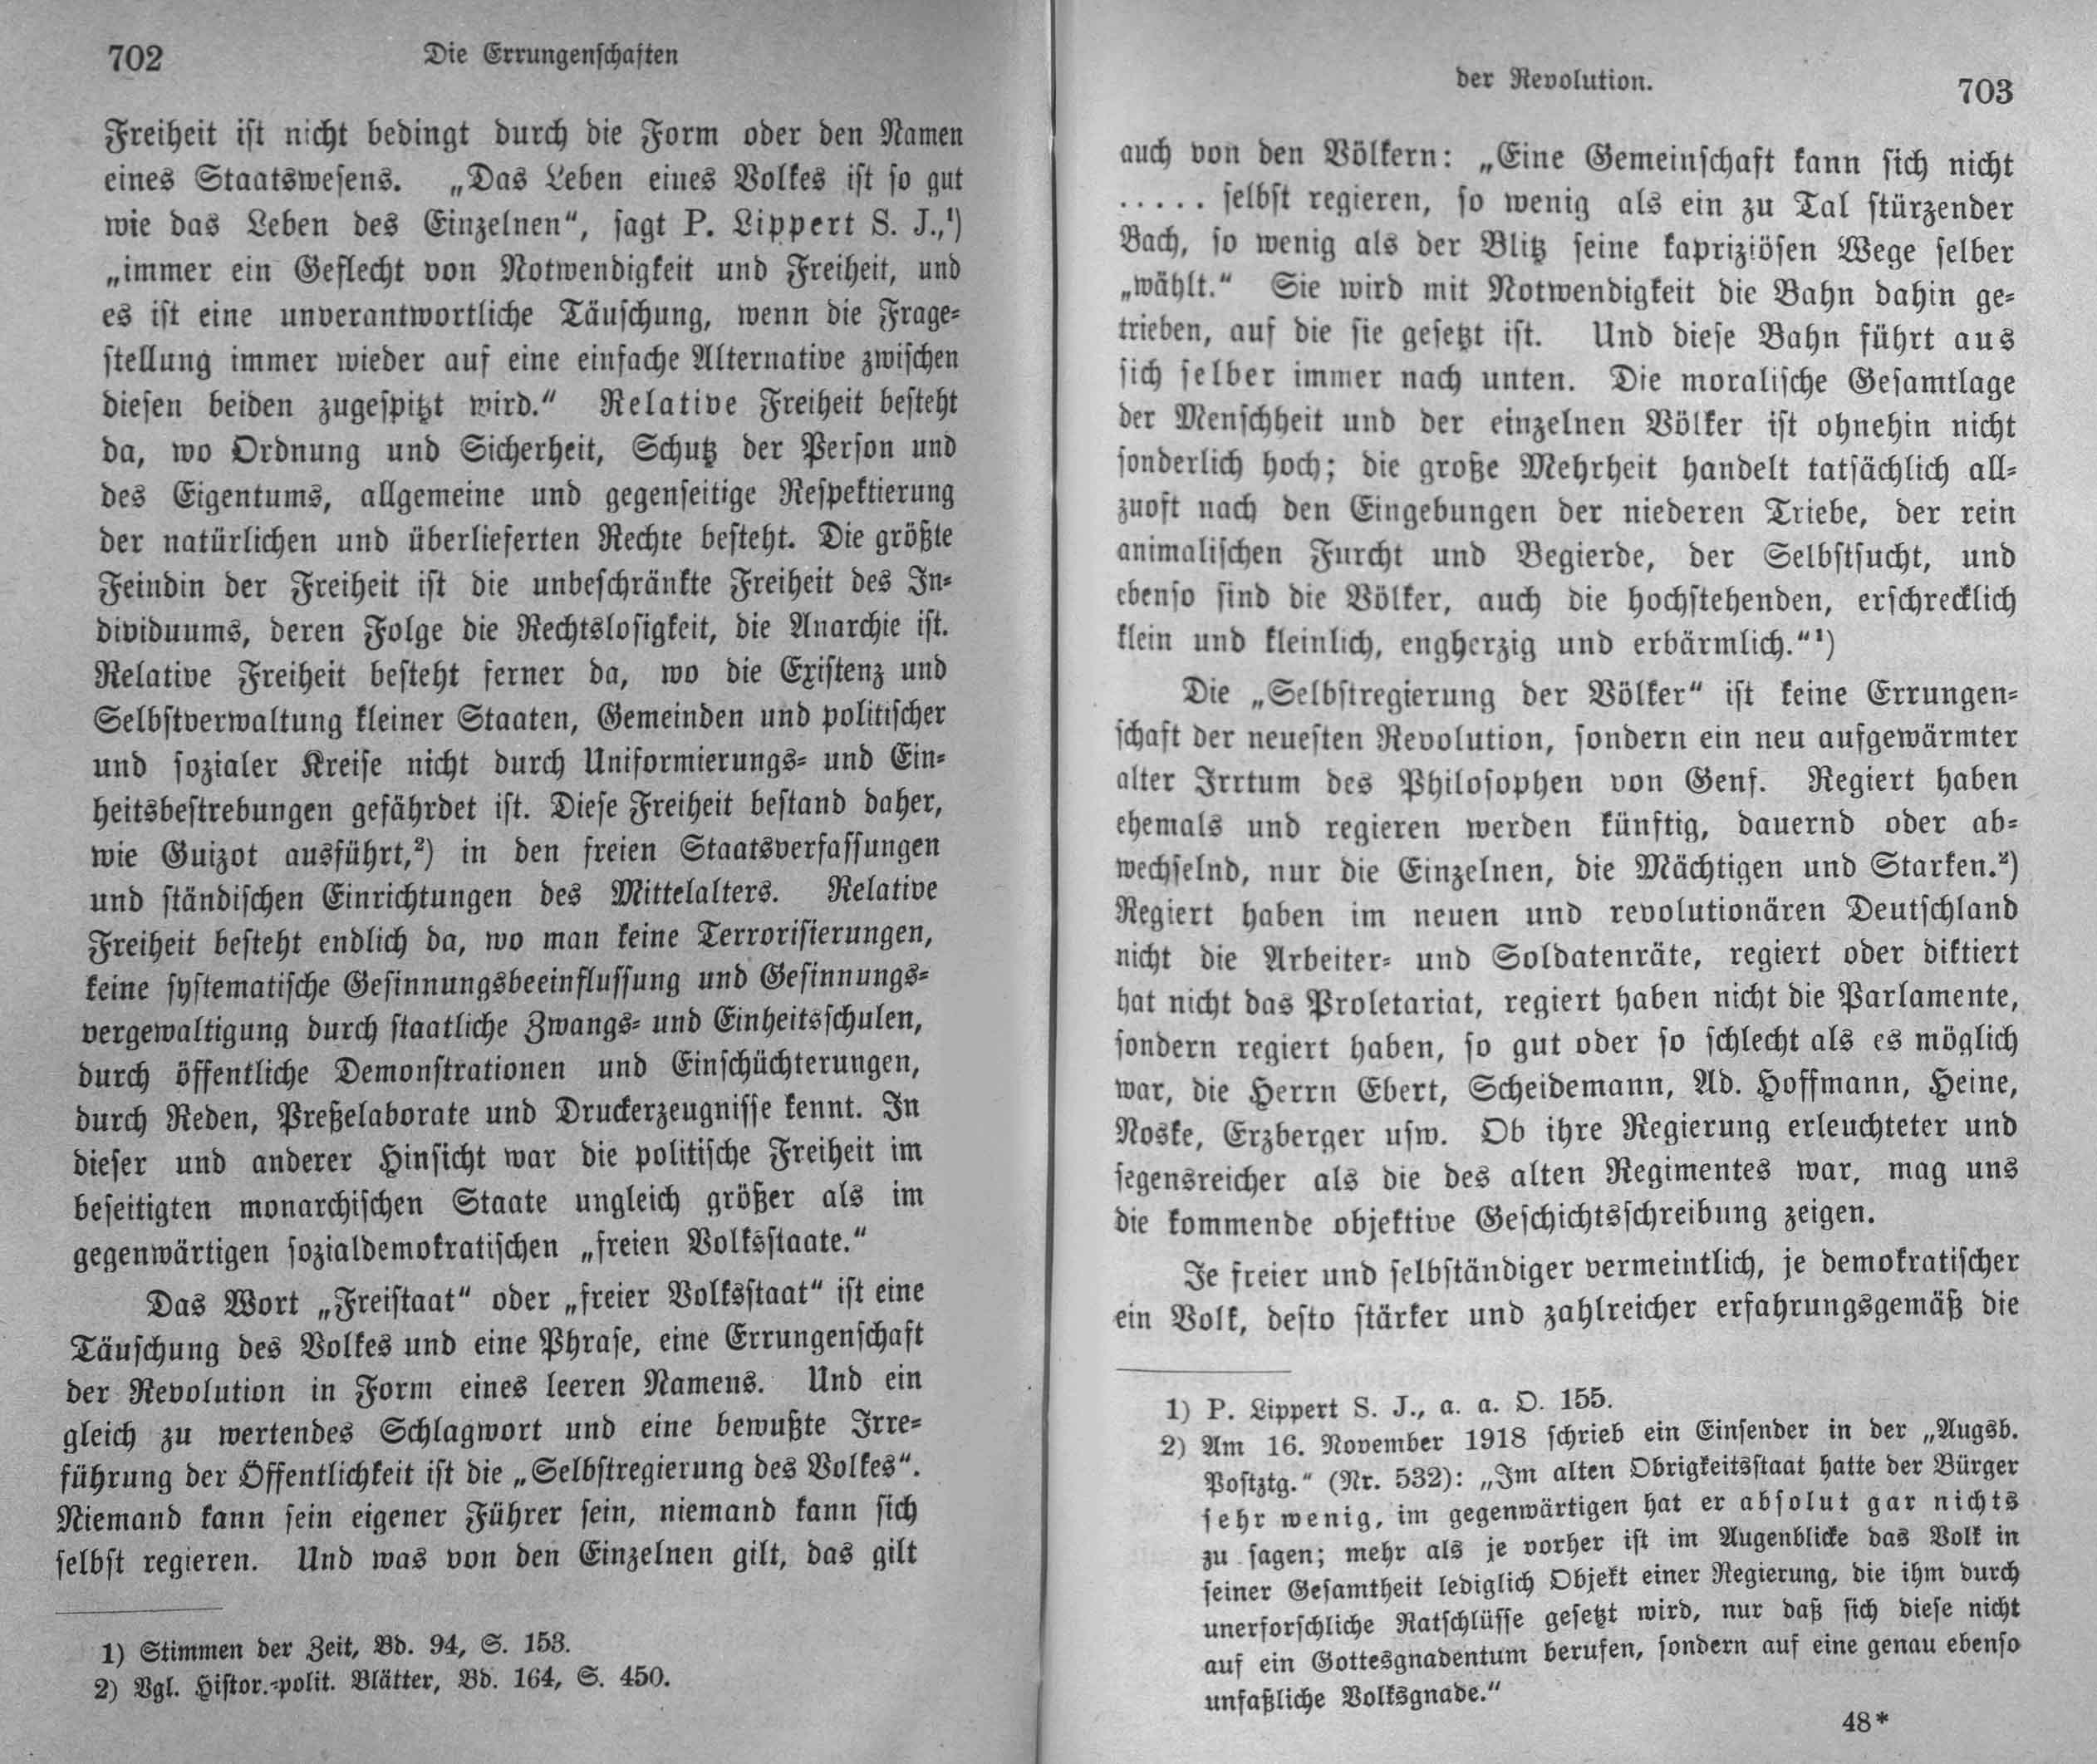 702
Die Errungenschaften
Freiheit ist nicht bedingt durch die Form oder den Namen
eines Staatswesens. „Das Leben eines Volkes ist so gut
wie das Leben des Einzelnen“, sagt P. Lippert S. J.,¹)
„immer ein Geflecht von Notwendigkeit und Freiheit, und
es ist eine unverantwortliche Täuschung, wenn die Frage=
stellung immer wieder auf eine einfache Alternative zwischen
diesen beiden zugespitzt wird.“ Relative Freiheit besteht
da, wo Ordnung und Sicherheit, Schutz der Person und
des Eigentums, allgemeine und gegenseitige Respektierung
der natürlichen und überlieferten Rechte besteht. Die größte
Feindin der Freiheit ist die unbeschränkte Freiheit des In=
dividuums, deren Folge die Rechtslosigkeit, die Anarchie ist.
Relative Freiheit besteht ferner da, wo die Existenz und
Selbstverwaltung kleiner Staaten, Gemeinden und politischer
und sozialer Kreise nicht durch Uniformierungs= und Ein=
heitsbestrebungen gefährdet ist. Diese Freiheit bestand daher,
wie Guizot ausführt,²) in den freien Staatsverfassungen
und ständischen Einrichtungen des Mittelalters. Relative
Freiheit besteht endlich da, wo man keine Terrorisierungen,
keine systematische Gesinnungsbeeinflussung und Gesinnungs=
vergewaltigung durch staatliche Zwangs= und Einheitsschulen,
durch öffentliche Demonstrationen und Einschüchterungen,
durch Reden, Preßelaborate und Druckerzeugnisse kennt. In
dieser und anderer Hinsicht war die politische Freiheit im
beseitigten monarchischen Staate ungleich größer als im
gegenwärtigen sozialdemokratischen „freien Volksstaate.“
Das Wort „Freistaat“ oder „freier Volksstaat“ ist eine
Täuschung des Volkes und eine Phrase, eine Errungenschaft
der Revolution in Form eines leeren Namens. Und ein
gleich zu wertendes Schlagwort und eine bewußte Irre=
führung der Öffentlichkeit ist die „Selbstregierung des Volkes“.
Niemand kann sein eigener Führer sein, niemand kann sich
selbst regieren. Und was von den Einzelnen gilt, das gilt
1) Stimmen der Zeit, Bd. 94, S. 153.
2) Vgl. Histor.=polit. Blätter, Bd. 164, S. 450.
der Revolution.
703
auch von den Völkern: „Eine Gemeinschaft kann sich nicht
..... selbst regieren, so wenig als ein zu Tal stürzender
Bach, so wenig als der Blitz seine kapriziösen Wege selber
„wählt.“ Sie wird mit Notwendigkeit die Bahn dahin ge=
trieben, auf die sie gesetzt ist. Und diese Bahn führt aus
sich selber immer nach unten. Die moralische Gesamtlage
der Menschheit und der einzelnen Völker ist ohnehin nicht
sonderlich hoch; die große Mehrheit handelt tatsächlich all=
zuoft nach den Eingebungen der niederen Triebe, der rein
animalischen Furcht und Begierde, der Selbstsucht, und
ebenso sind die Völker, auch die hochstehenden, erschrecklich
klein und kleinlich, engherzig und erbärmlich.“¹)
Die „Selbstregierung der Völker“ ist keine Errungen=
schaft der neuesten Revolution, sondern ein neu aufgewärmter
alter Irrtum des Philosophen von Genf. Regiert haben
ehemals und regieren werden künftig, dauernd oder ab=
wechselnd, nur die Einzelnen, die Mächtigen und Starken.²)
Regiert haben im neuen und revolutionären Deutschland
nicht die Arbeiter= und Soldatenräte, regiert oder diktiert
hat nicht das Proletariat, regiert haben nicht die Parlamente,
sondern regiert haben, so gut oder so schlecht als es möglich
war, die Herrn Ebert, Scheidemann, Ad. Hoffmann, Heine,
Noske, Erzberger usw. Ob ihre Regierung erleuchteter und
segensreicher als die des alten Regimentes war, mag uns
die kommende objektive Geschichtsschreibung zeigen.
Je freier und selbständiger vermeintlich, je demokratischer
ein Volk, desto stärker und zahlreicher erfahrungsgemäß die
1) P. Lippert S. J., a. a. O. 155.
2) Am 16. November 1918 schrieb ein Einsender in der „Augsb.
Postztg.“ (Nr. 532): „Im alten Obrigkeitsstaat hatte der Bürger
sehr wenig, im gegenwärtigen hat er absolut gar nichts
zu sagen; mehr als je vorher ist im Augenblicke das Volk in
seiner Gesamtheit lediglich Objekt einer Regierung, die ihm durch
unerforschliche Ratschlüsse gesetzt wird, nur daß sich diese nicht
auf ein Gottesgnadentum berufen, sondern auf eine genau ebenso
unfaßliche Volksgnade.“
48*